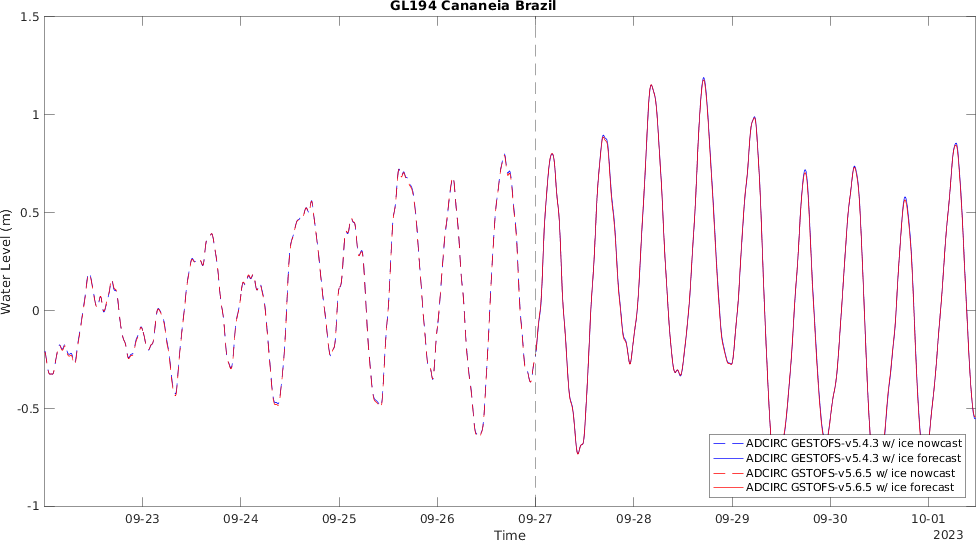 GL194 Cananeia Brazil
1.5
1
0.5
0
-0.5
-1
Water Level (m)
09-23 09-24 09-25 09-26 09-27 09-28 09-29 09-30 10-01
Time
2023
ADCIRC GESTOFS-v5.4.3 w/ ice nowcast
ADCIRC GESTOFS-v5.4.3 w/ ice forecast
ADCIRC GSTOFS-v5.6.5 w/ ice nowcast
ADCIRC GSTOFS-v5.6.5 w/ ice forecast